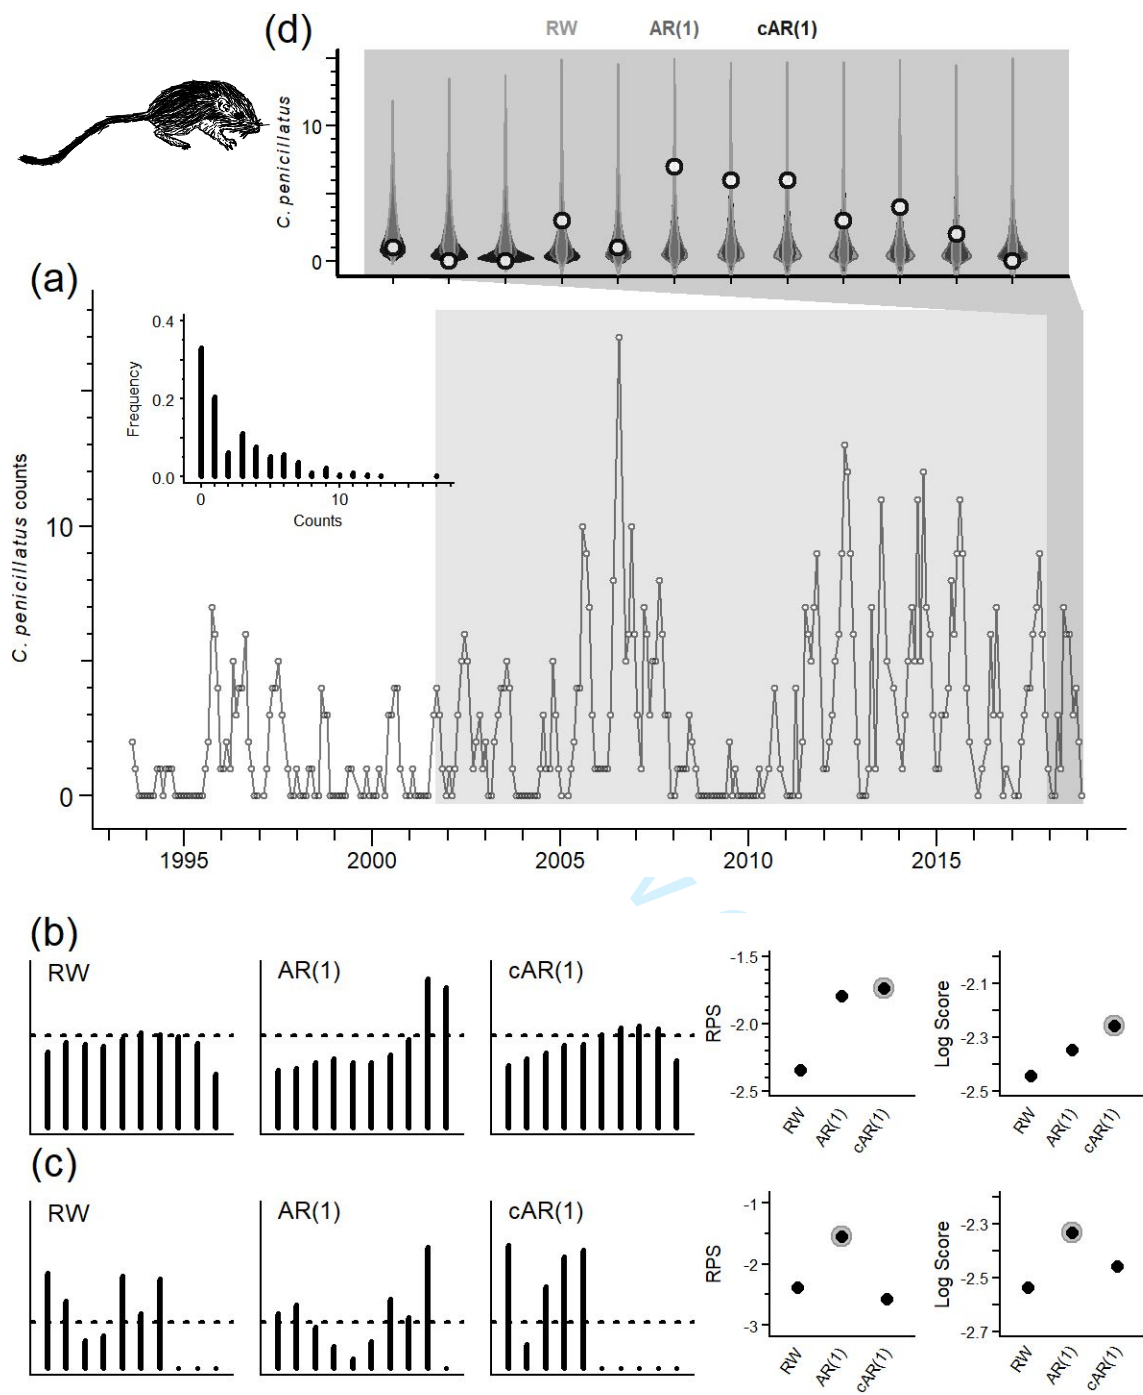 (d)
RW AR(1) cAR(1)
C. penicillatus
10
0
(a)
C. penicillatus counts
10
0
Frequency
0.4
0.2
0.0
0 10
Counts
1995 2000 2005 2010 2015
(b)
RW
AR(1)
cAR(1)
RPS
-1.5
-2.0
-2.5
RW AR(1) cAR(1)
Log Score
-2.1
-2.3
-2.5
RW AR(1) cAR(1)
(c)
RW
AR(1)
cAR(1)
RPS
-1
-2
-3
RW AR(1) cAR(1)
Log Score
-2.3
-2.5
-2.7
RW AR(1) cAR(1)